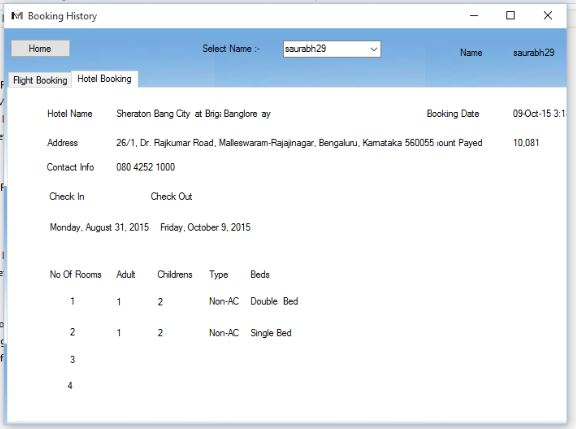 Booking History
Home Select Name :- saurabh29 Name saurabh29
Flight Booking Hotel Booking
Hotel Name Sheraton Bang City at Briga Banglore ay Booking Date 09-Oct-15 3:1
Address 26/1, Dr. Rajkumar Road, Malleswaram-Rajajinagar, Bengaluru, Karnataka 560055 ount Payed 10,081
Contact Info 080 4252 1000
Check In Check Out
Monday, August 31, 2015 Friday, October 9, 2015
No Of Rooms Adult Childrens Type Beds
1 1 2 Non-AC Double Bed
2 1 2 Non-AC Single Bed
3
4